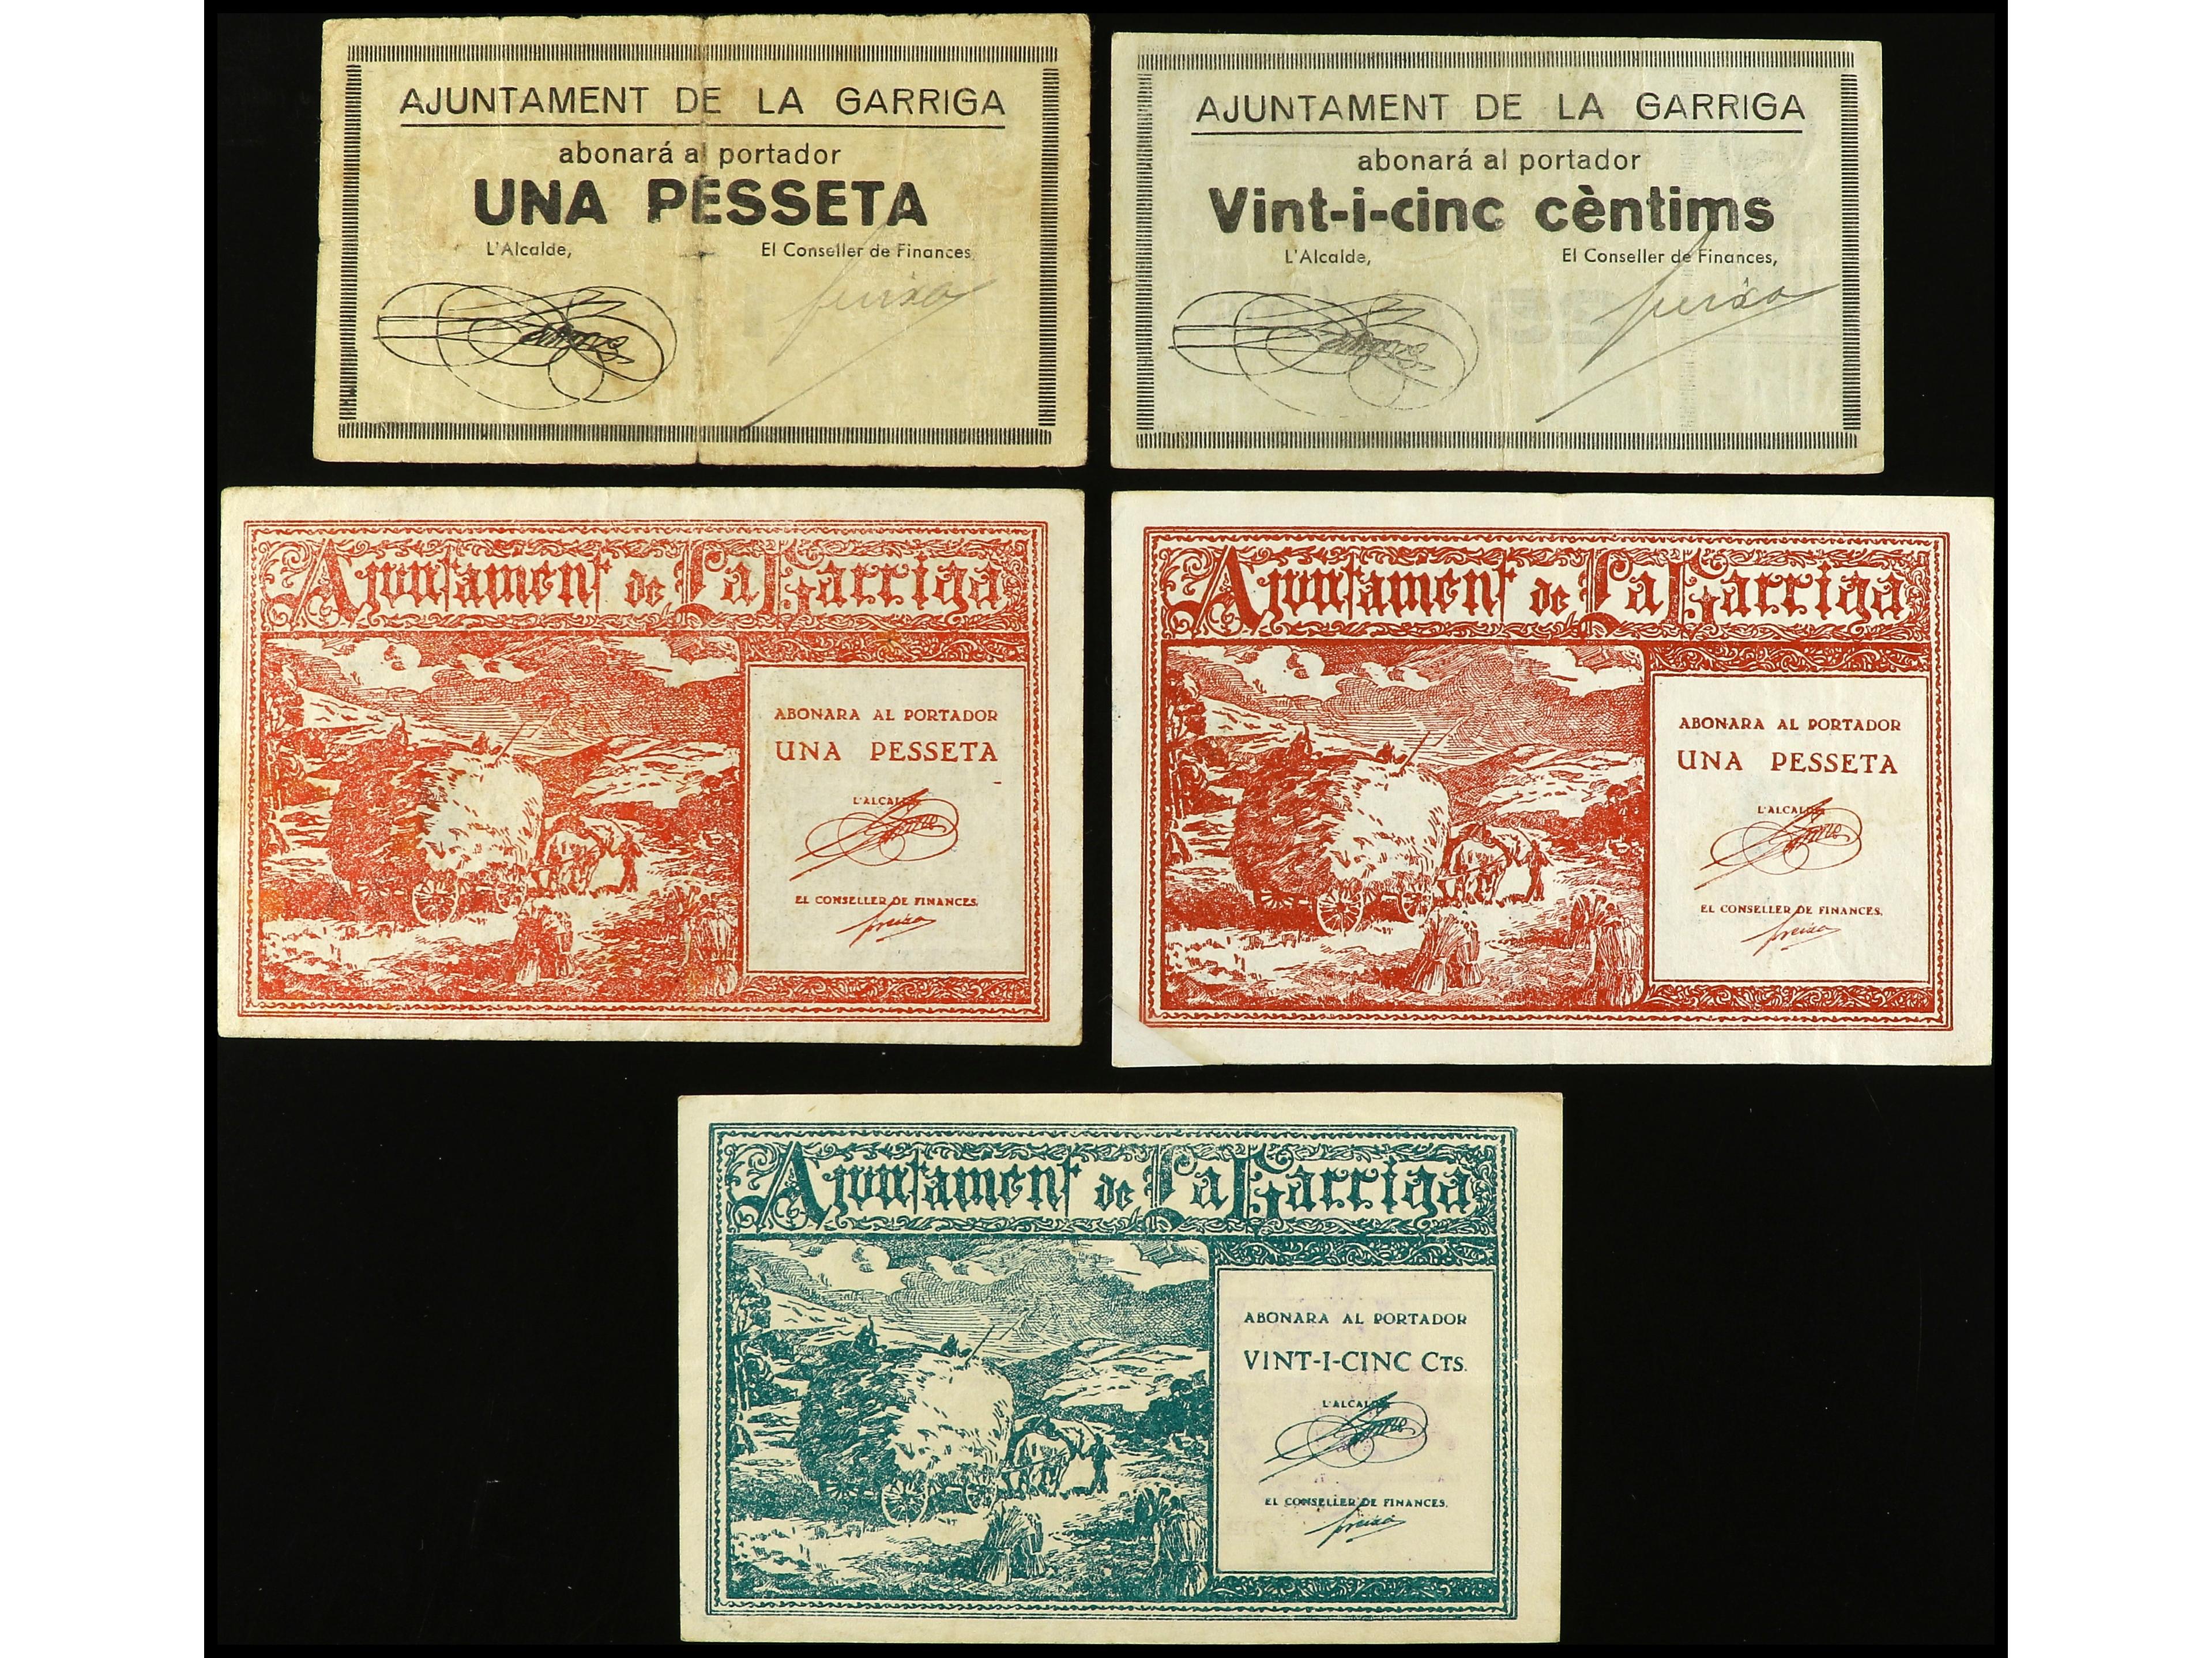 AJUNTAMENT DE LA GARRIGA
abonará al portador
UNA PESSETA
L'Alcalde, El Conseller de Finances,
AJUNTAMENT DE LA GARRIGA
abonará al portador
Vint-i-cinc cèntims
L'Alcalde, El Conseller de Finances,
Ajuntament de La Garriga
ABONARA AL PORTADOR
UNA PESSETA
L'ALCALDE
EL CONSELLER DE FINANCES.
Ajuntament de La Garriga
ABONARA AL PORTADOR
UNA PESSETA
L'ALCALDE
EL CONSELLER DE FINANCES.
Ajuntament de La Garriga
ABONARA AL PORTADOR
VINT-I-CINC CTS.
L'ALCALDE
EL CONSELLER DE FINANCES.